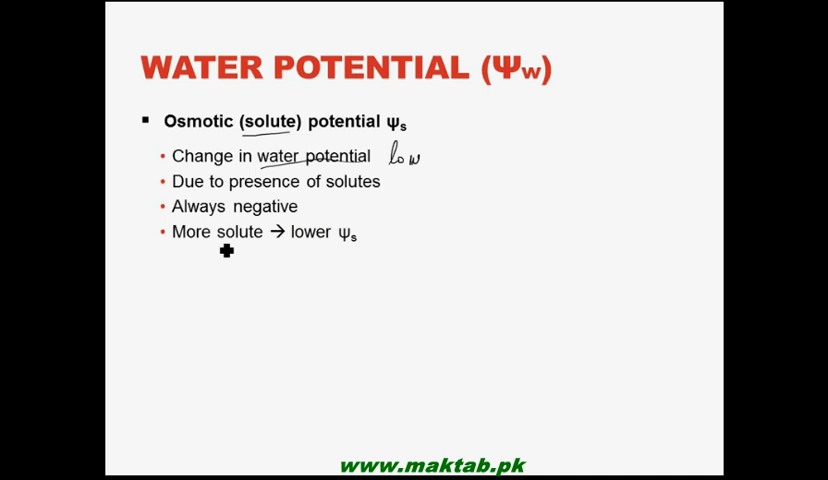 WATER POTENTIAL (Ψw)
▪ Osmotic (solute) potential ψs
• Change in water potential low
• Due to presence of solutes
• Always negative
• More solute → lower ψs
www.maktab.pk